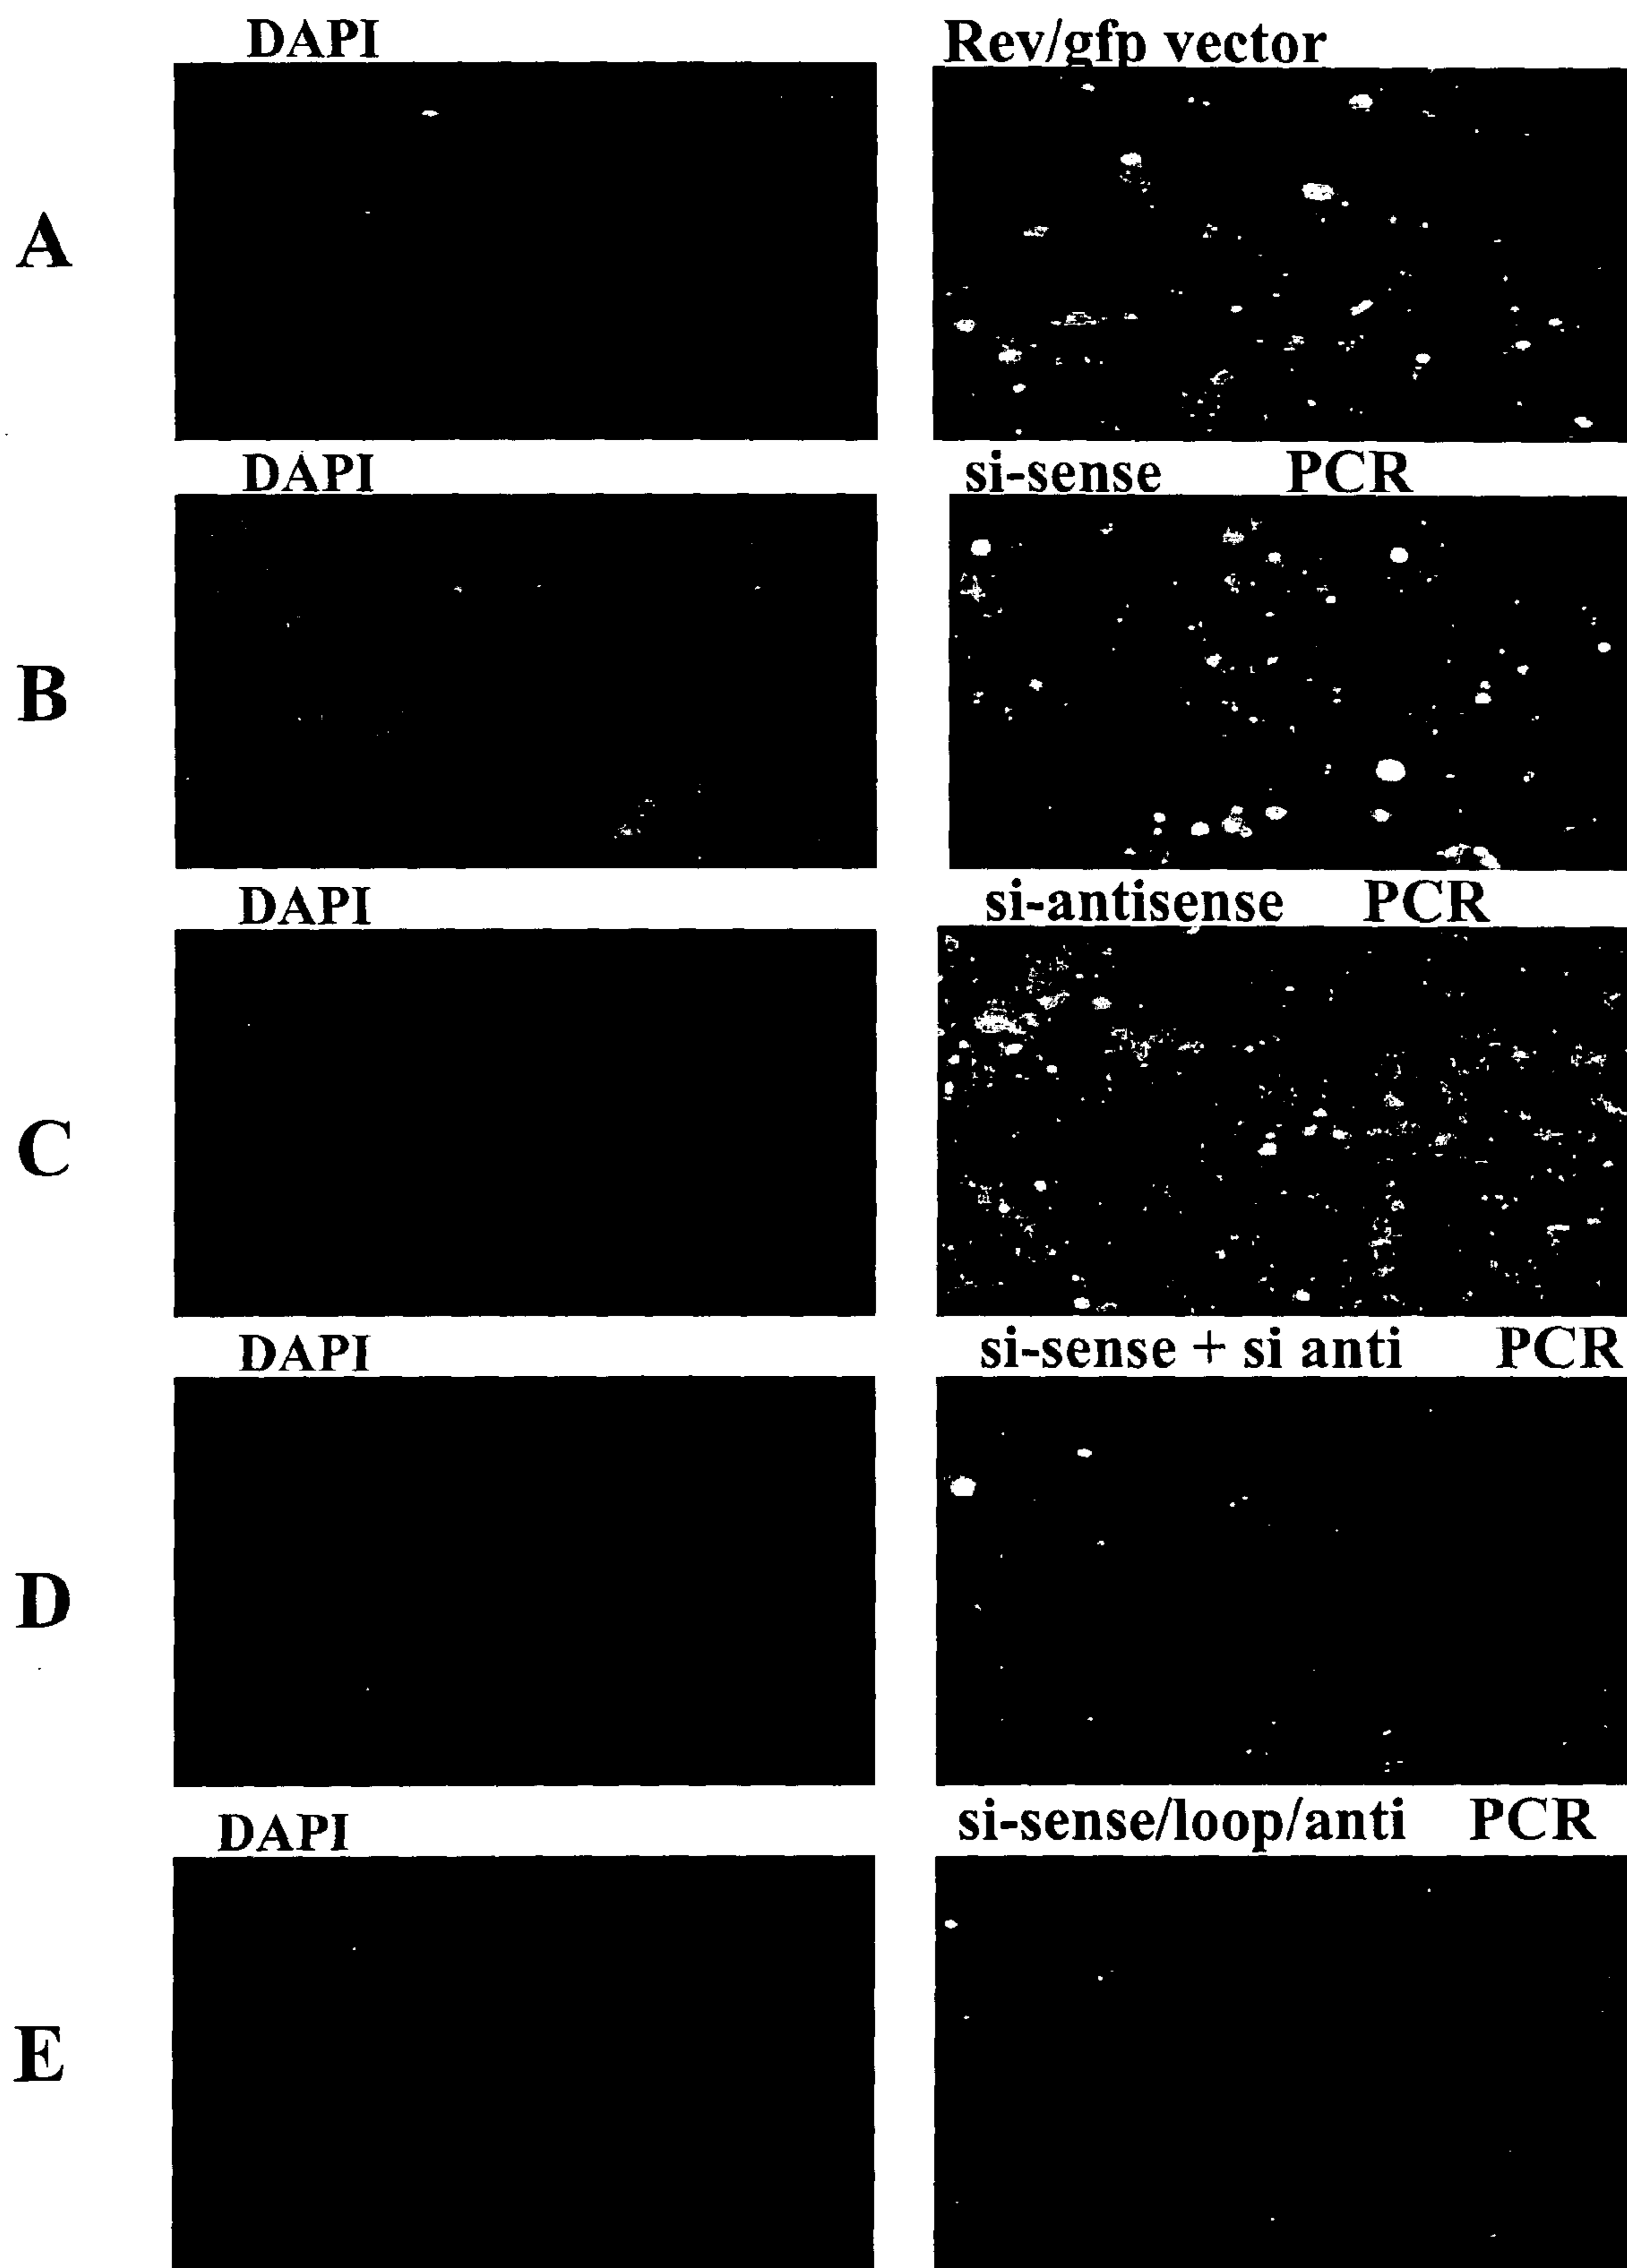 DAPI Rev/gfp vector
A
DAPI si-sense PCR
B
DAPI si-antisense PCR
C
DAPI si-sense + si anti PCR
D
DAPI si-sense/loop/anti PCR
E